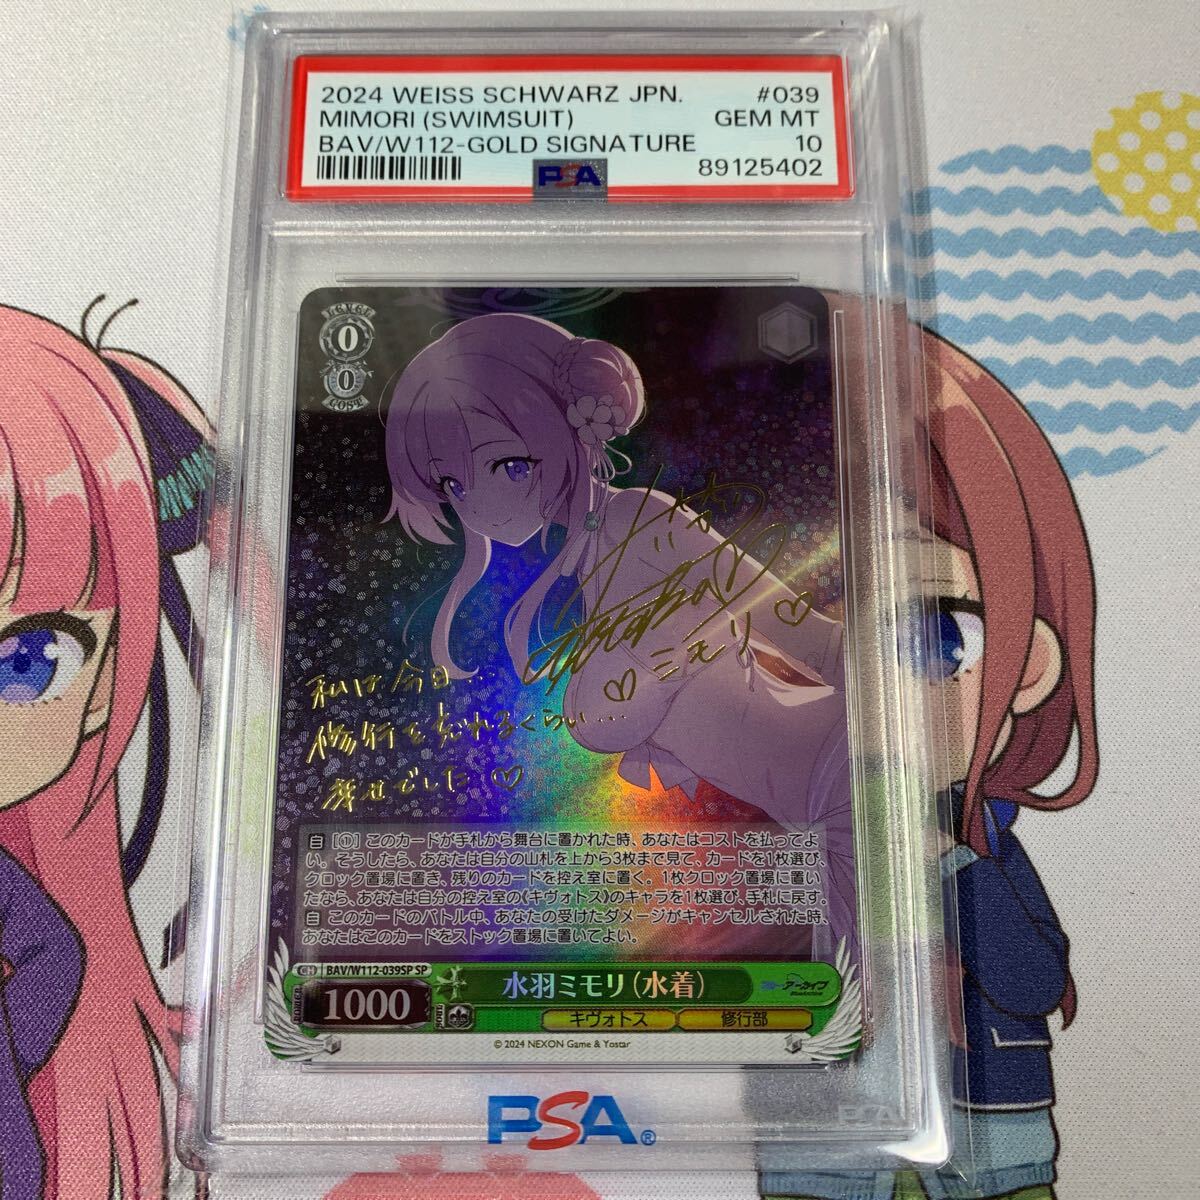 2024 WEISS SCHWARZ JPN. #039
MIMORI (SWIMSUIT) GEM MT
BAV/W112-GOLD SIGNATURE 10
89125402
PSA
LEVEL
0
0
COST
ミモリ
私は今日...
修行を忘れるくらい...
幸せでした♡
自 [①] このカードが手札から舞台に置かれた時、あなたはコストを払ってよ
い。そうしたら、あなたは自分の山札を上から3枚まで見て、カードを1枚選び、
クロック置場に置き、残りのカードを控え室に置く。1枚クロック置場に置い
たなら、あなたは自分の控え室の《キヴォトス》のキャラを1枚選び、手札に戻す。
自 このカードのバトル中、あなたの受けたダメージがキャンセルされた時、
あなたはこのカードをストック置場に置いてよい。
CH BAV/W112-039SP SP
1000
水羽ミモリ(水着)
ブルーアーカイブ
キヴォトス 修行部
© 2024 NEXON Game & Yostar
PSA®
PSA